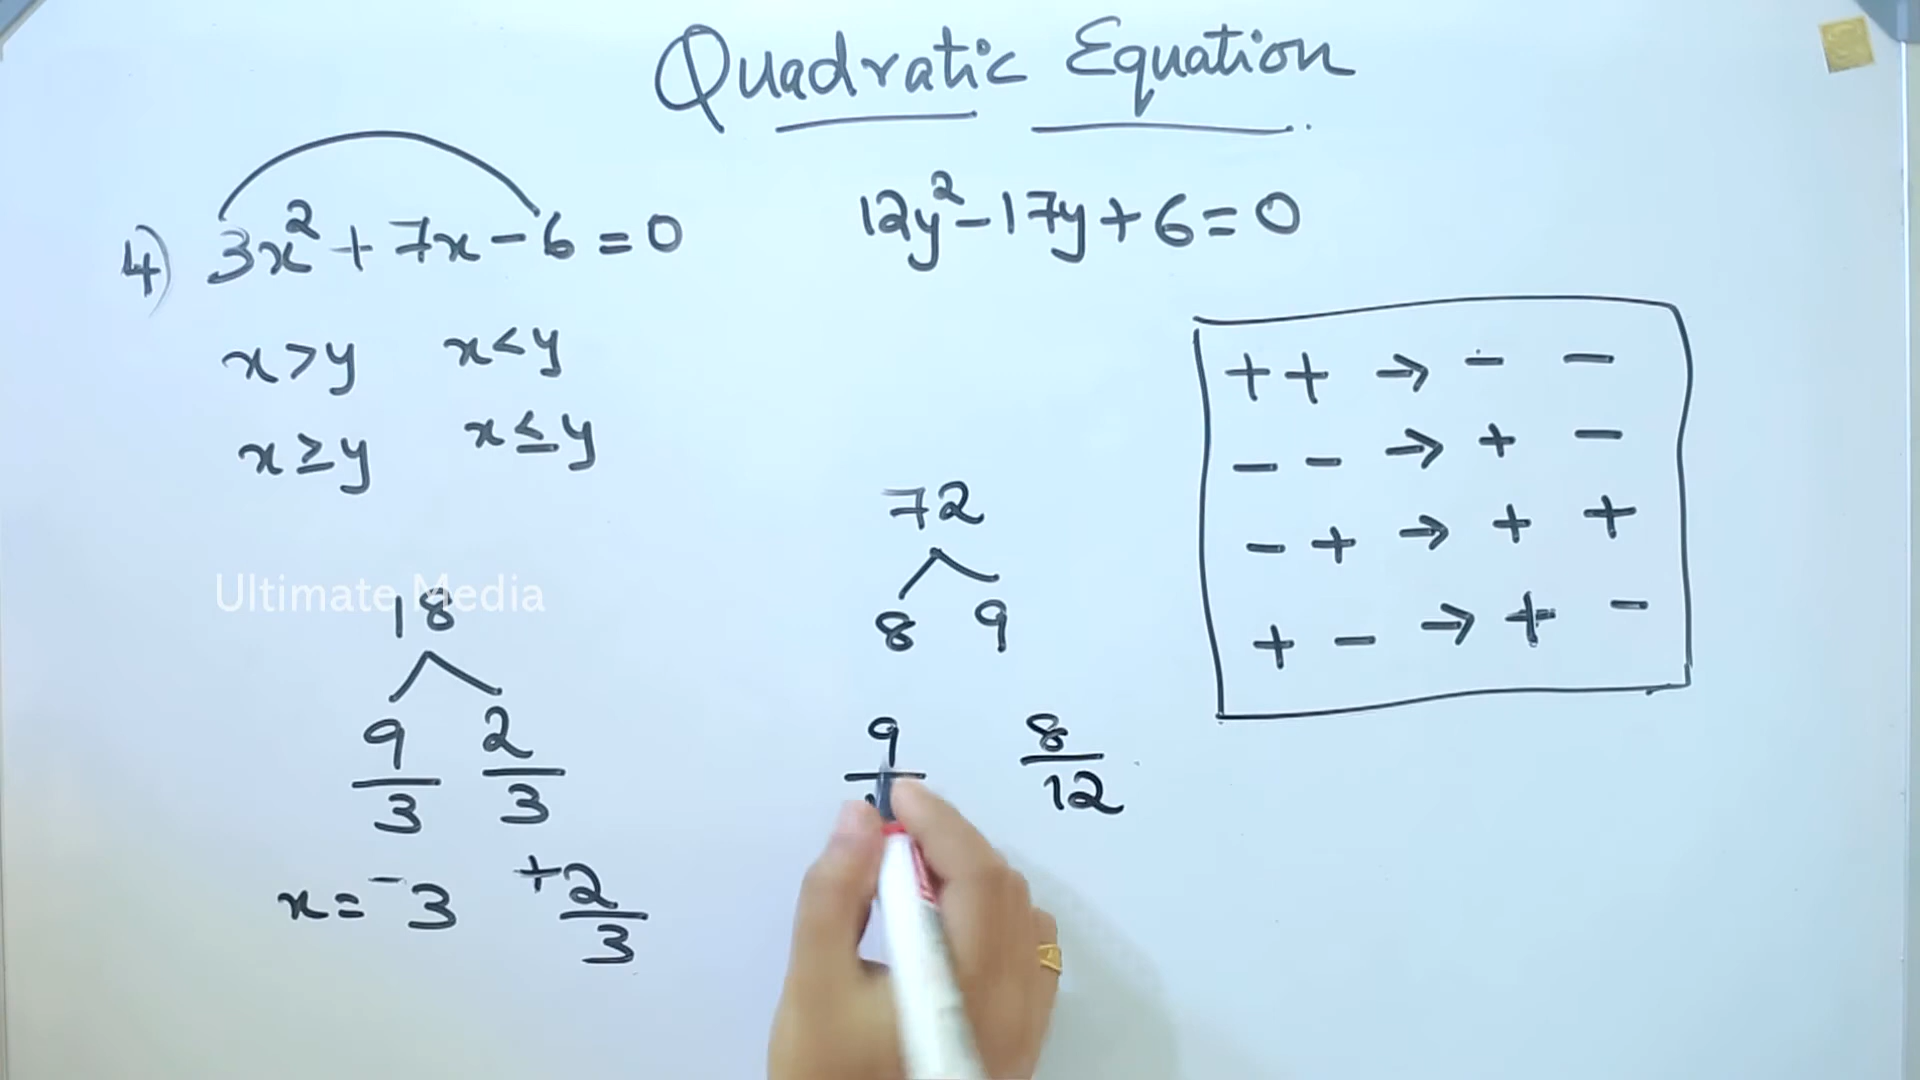 Quadratic Equation
4) 3x² + 7x - 6 = 0
12y² - 17y + 6 = 0
x > y x < y
x ≥ y x ≤ y
+ + → - -
- - → + -
- + → + +
+ - → + -
72
8 9
Ultimate Media
18
9/3 2/3
9 8/12
x = -3 +2/3